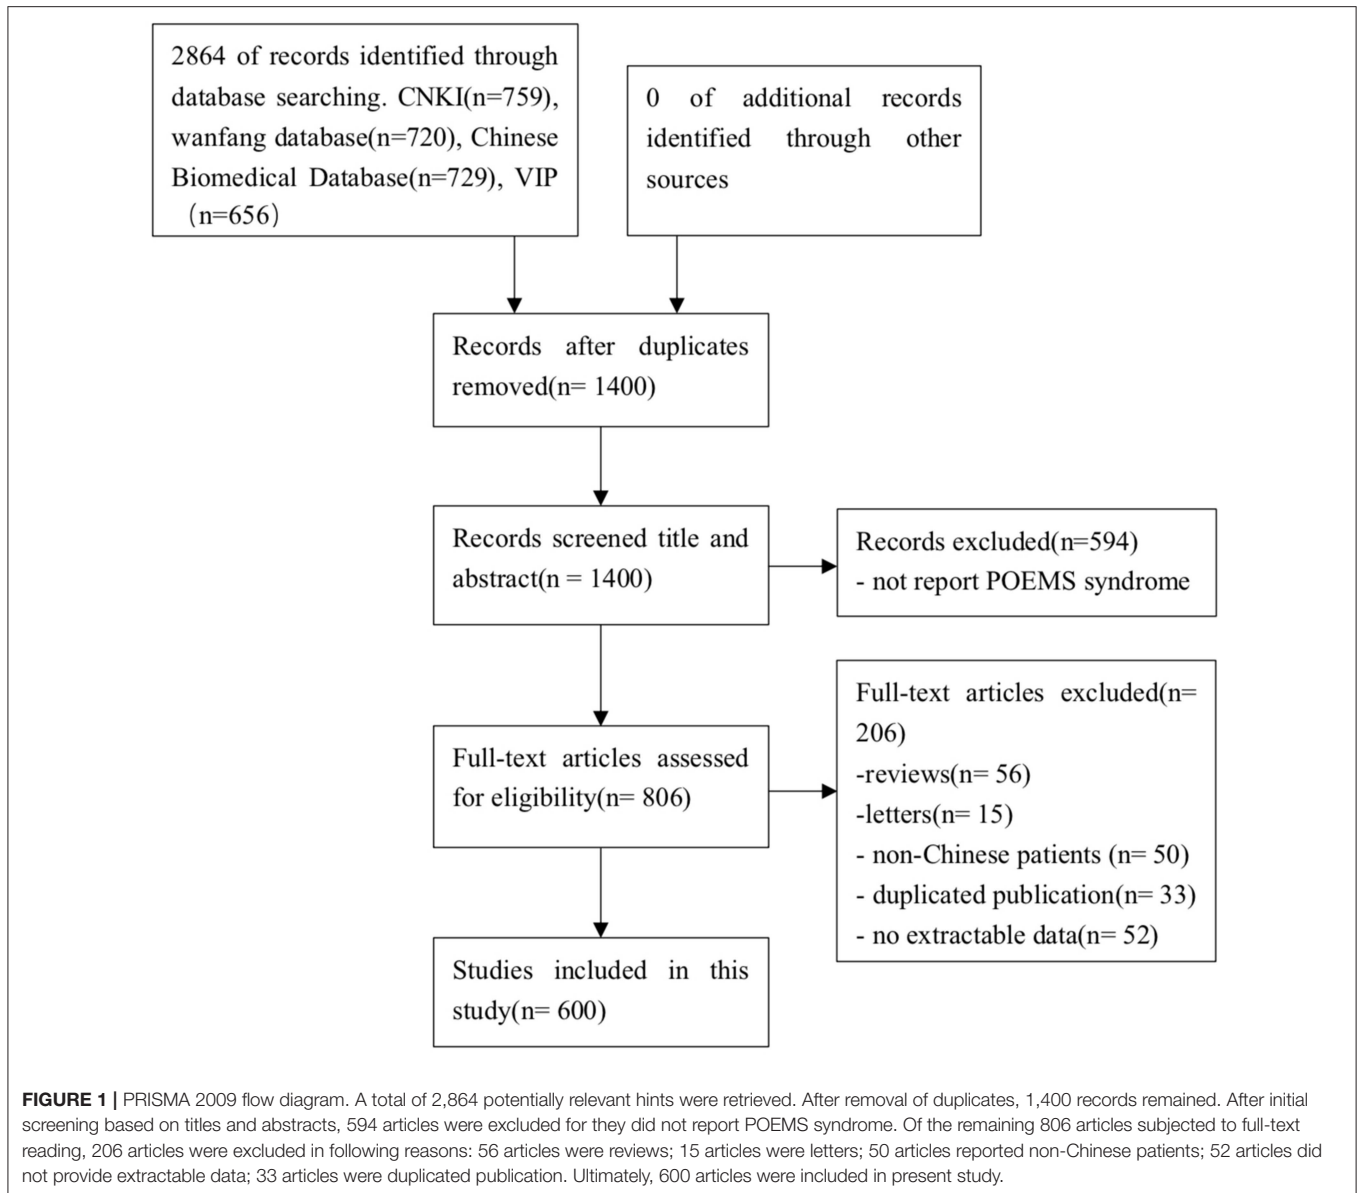 2864 of records identified through
database searching. CNKI(n=759),
wanfang database(n=720), Chinese
Biomedical Database(n=729), VIP
(n=656)
0 of additional records
identified through other
sources
Records after duplicates
removed(n= 1400)
Records screened title and
abstract(n = 1400)
Records excluded(n=594)
- not report POEMS syndrome
Full-text articles assessed
for eligibility(n= 806)
Full-text articles excluded(n=
206)
-reviews(n= 56)
-letters(n= 15)
- non-Chinese patients (n= 50)
- duplicated publication(n= 33)
- no extractable data(n= 52)
Studies included in this
study(n= 600)
FIGURE 1 | PRISMA 2009 flow diagram. A total of 2,864 potentially relevant hints were retrieved. After removal of duplicates, 1,400 records remained. After initial
screening based on titles and abstracts, 594 articles were excluded for they did not report POEMS syndrome. Of the remaining 806 articles subjected to full-text
reading, 206 articles were excluded in following reasons: 56 articles were reviews; 15 articles were letters; 50 articles reported non-Chinese patients; 52 articles did
not provide extractable data; 33 articles were duplicated publication. Ultimately, 600 articles were included in present study.